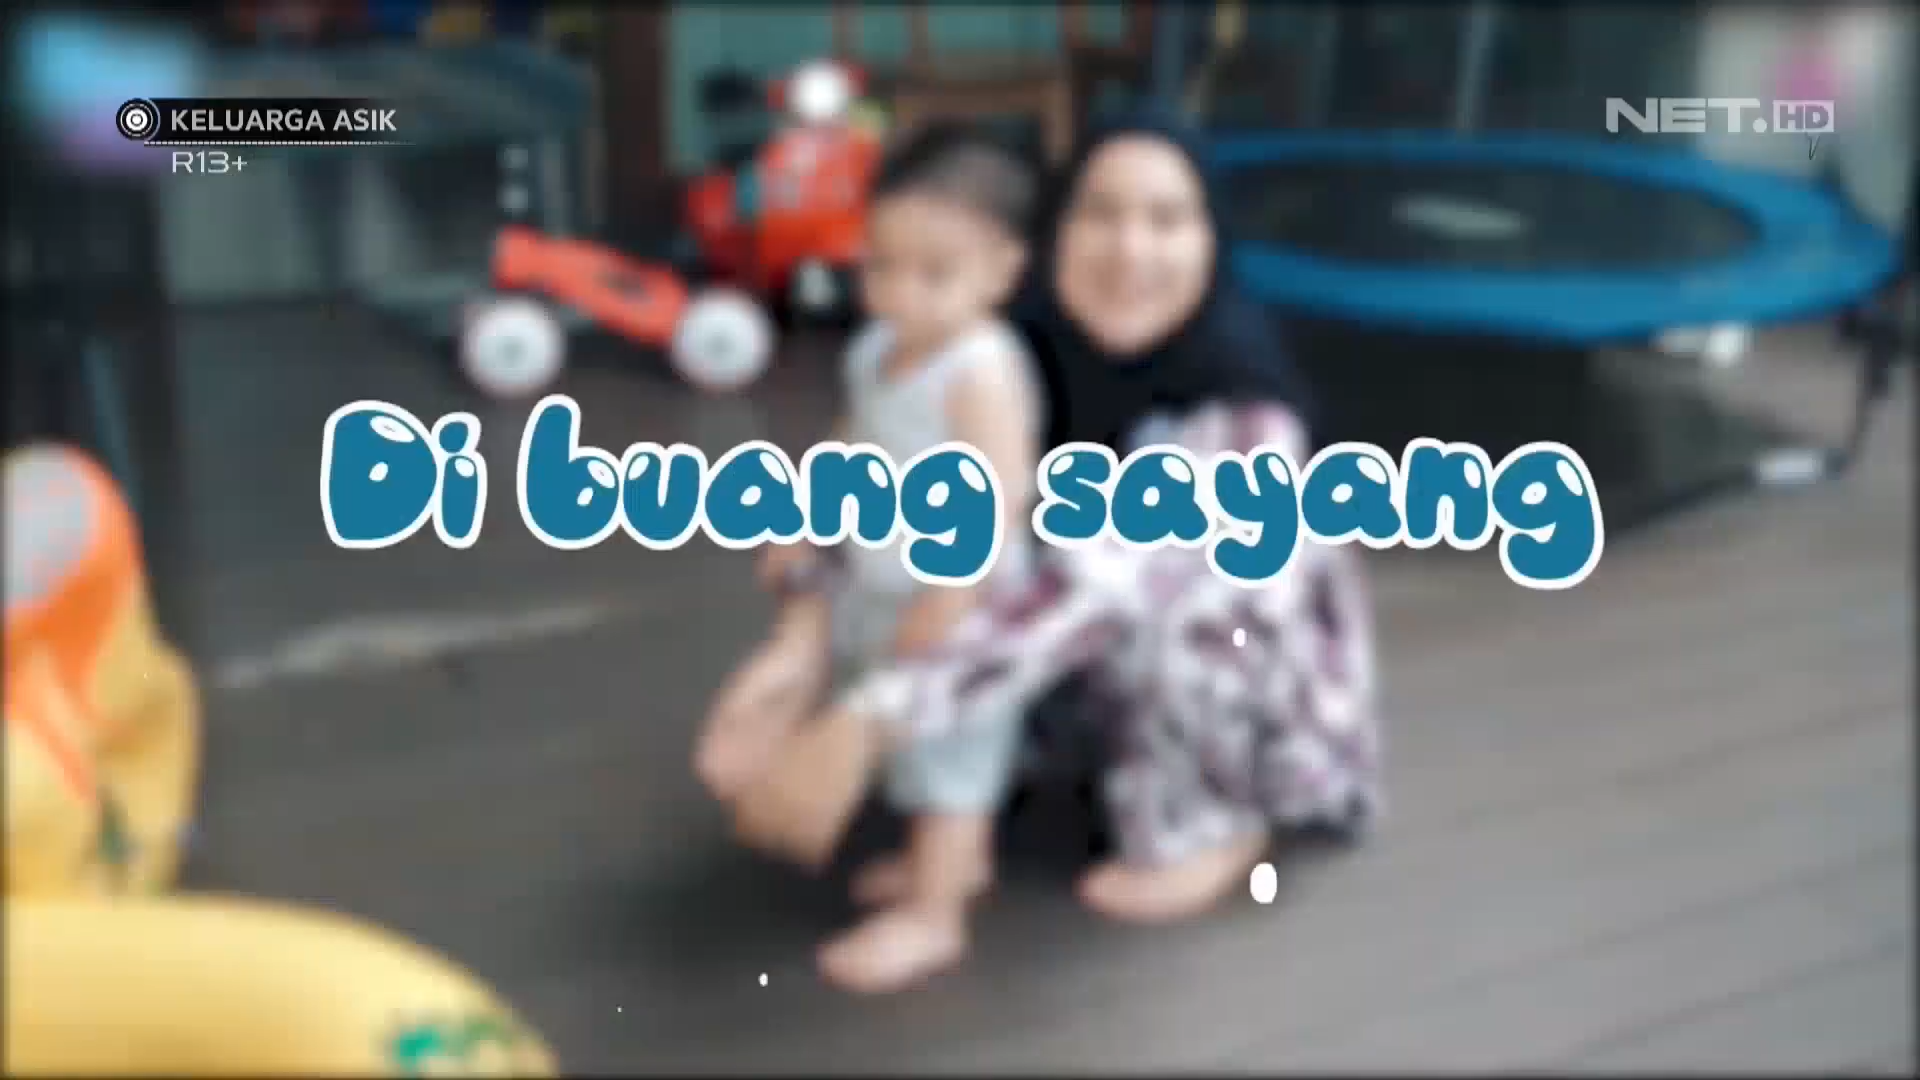 KELUARGA ASIK
R13+
NET. HD
Di buang sayang